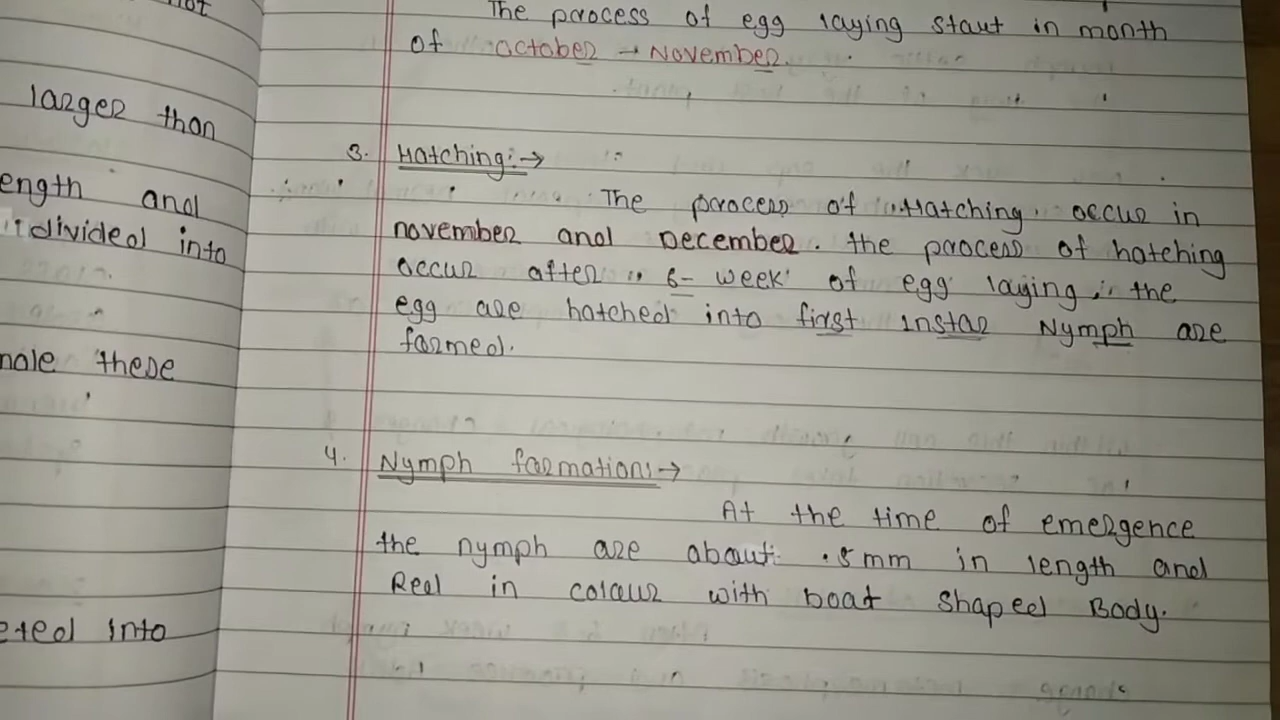 larger than
ength and
divided into
male these
eted into
The process of egg laying start in month
of october → November.
3. Hatching:→
The process of Hatching occur in
november and December. the process of hatching
occur after 6- week of egg laying. the
egg are hatched into first instar Nymph are
formed.
4. Nymph formation:→
At the time of emergence
the nymph are about .5mm in length and
Red in colour with boat shaped Body.